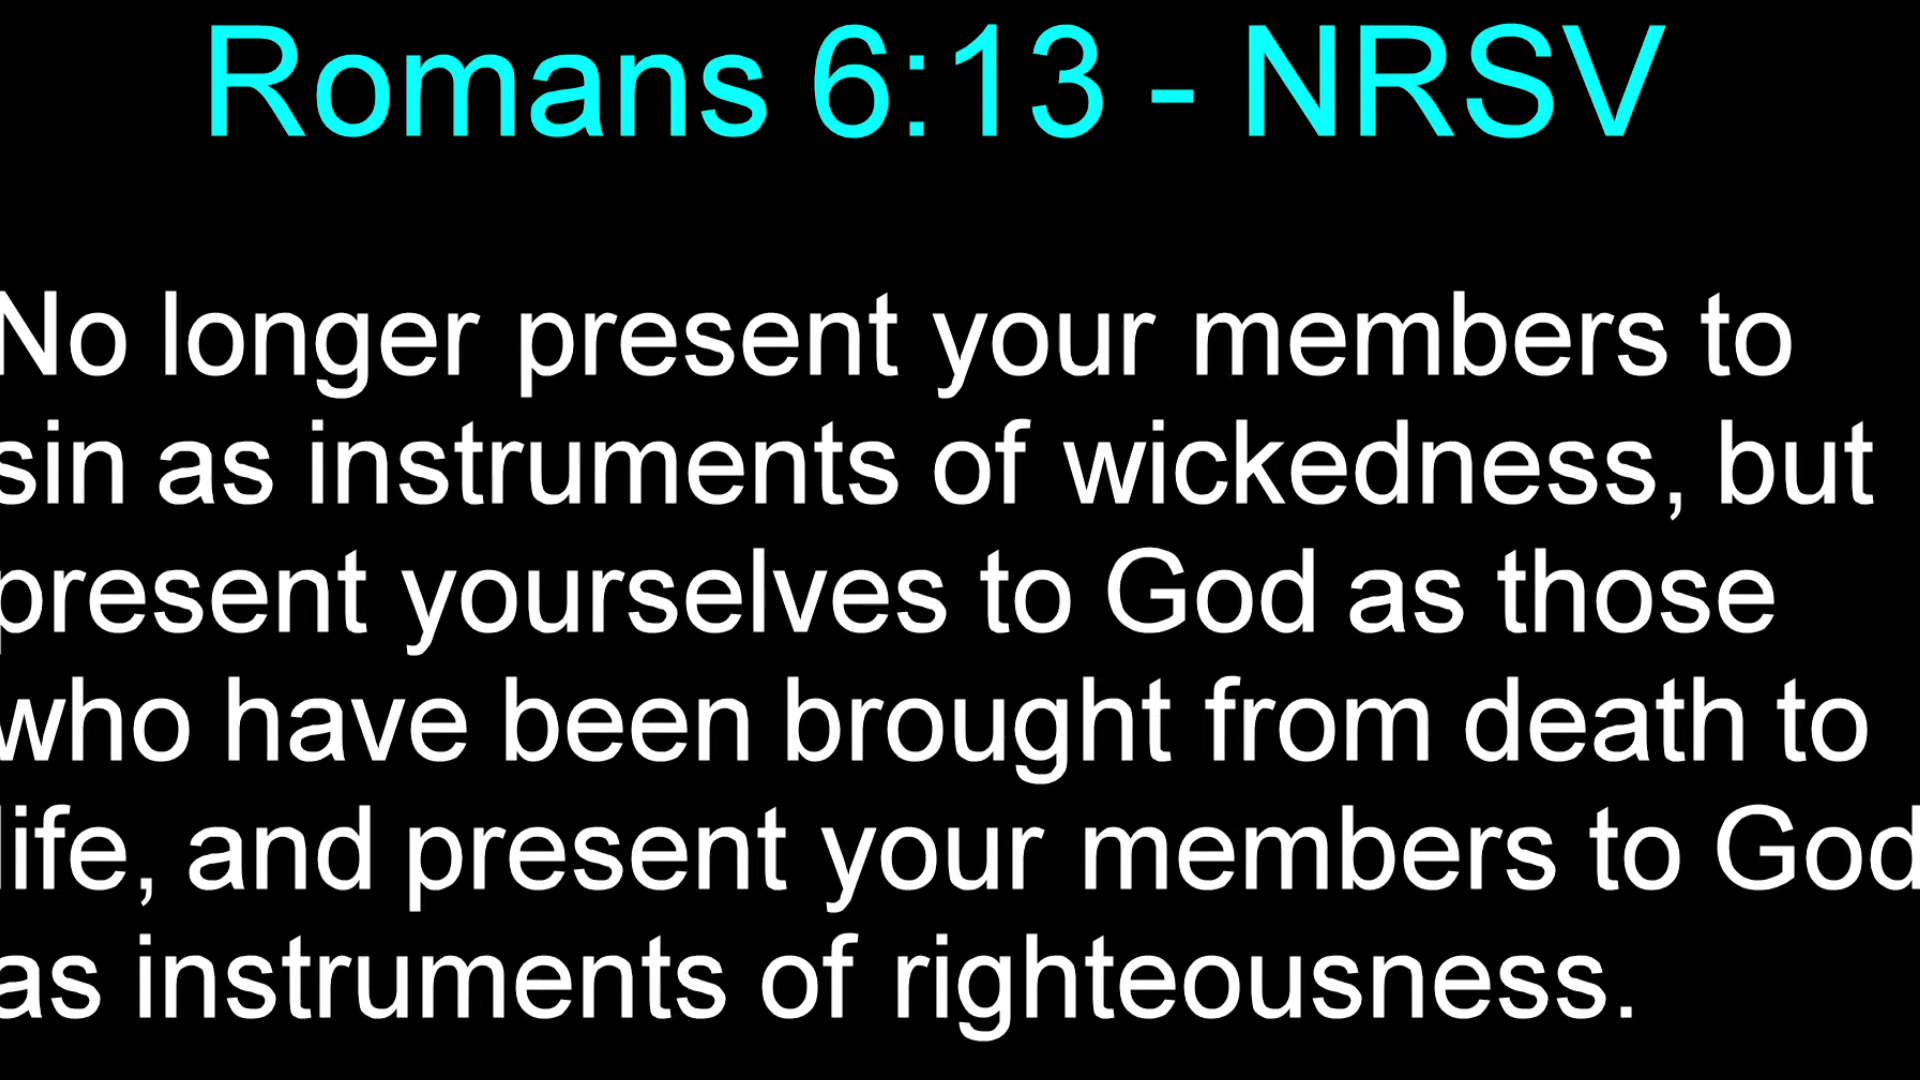 Romans 6:13 - NRSV
No longer present your members to
sin as instruments of wickedness, but
present yourselves to God as those
who have been brought from death to
life, and present your members to God
as instruments of righteousness.